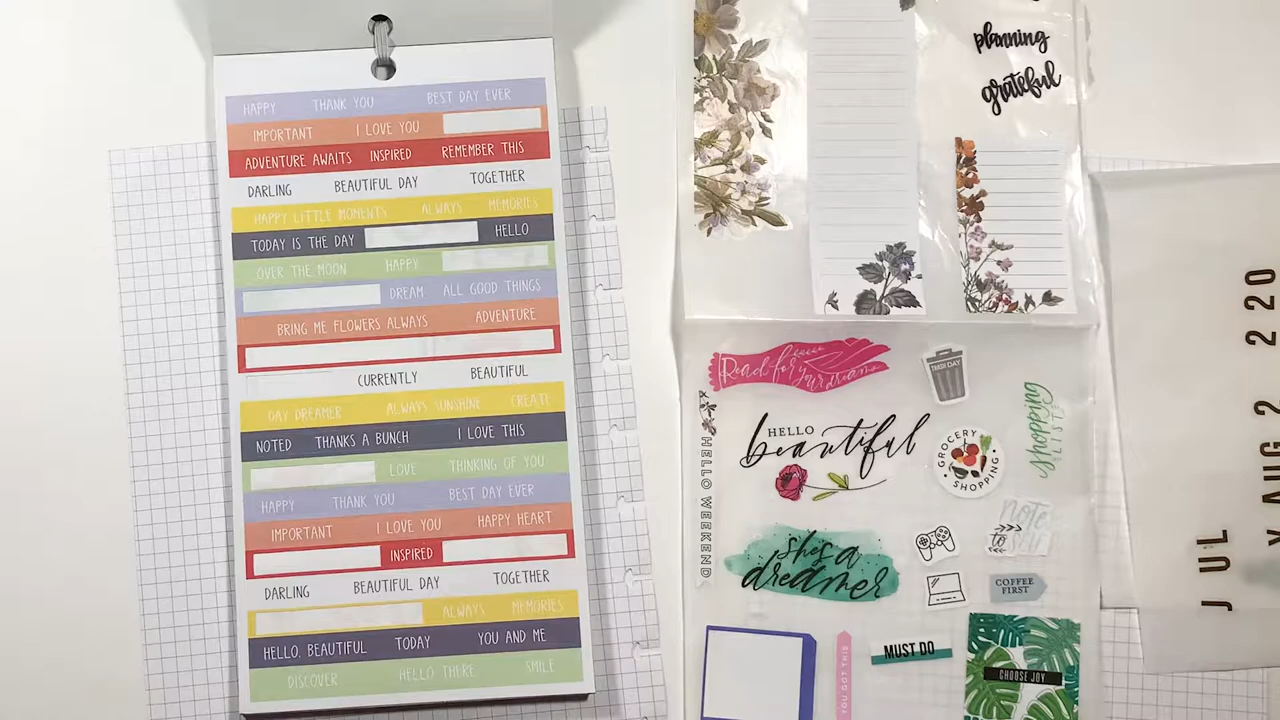 HAPPY THANK YOU BEST DAY EVER
IMPORTANT I LOVE YOU
ADVENTURE AWAITS INSPIRED REMEMBER THIS
DARLING BEAUTIFUL DAY TOGETHER
HAPPY LITTLE MOMENTS ALWAYS MEMORIES
TODAY IS THE DAY HELLO
OVER THE MOON HAPPY
DREAM ALL GOOD THINGS
BRING ME FLOWERS ALWAYS ADVENTURE
CURRENTLY BEAUTIFUL
DAY DREAMER ALWAYS SUNSHINE CREATE
NOTED THANKS A BUNCH I LOVE THIS
LOVE THINKING OF YOU
HAPPY THANK YOU BEST DAY EVER
IMPORTANT I LOVE YOU HAPPY HEART
INSPIRED
DARLING BEAUTIFUL DAY TOGETHER
ALWAYS MEMORIES
HELLO, BEAUTIFUL TODAY YOU AND ME
DISCOVER HELLO THERE SMILE
planning
grateful
Read for your dreams
TRASH DAY
shopping
LIST
HELLO
beautiful
GROCERY
SHOPPING
HELLO WEEKEND
note
to
she's a
dreamer
COFFEE
FIRST
YOU GOT THIS
MUST DO
CHOOSE JOY
JUL
AUG 2
2 20